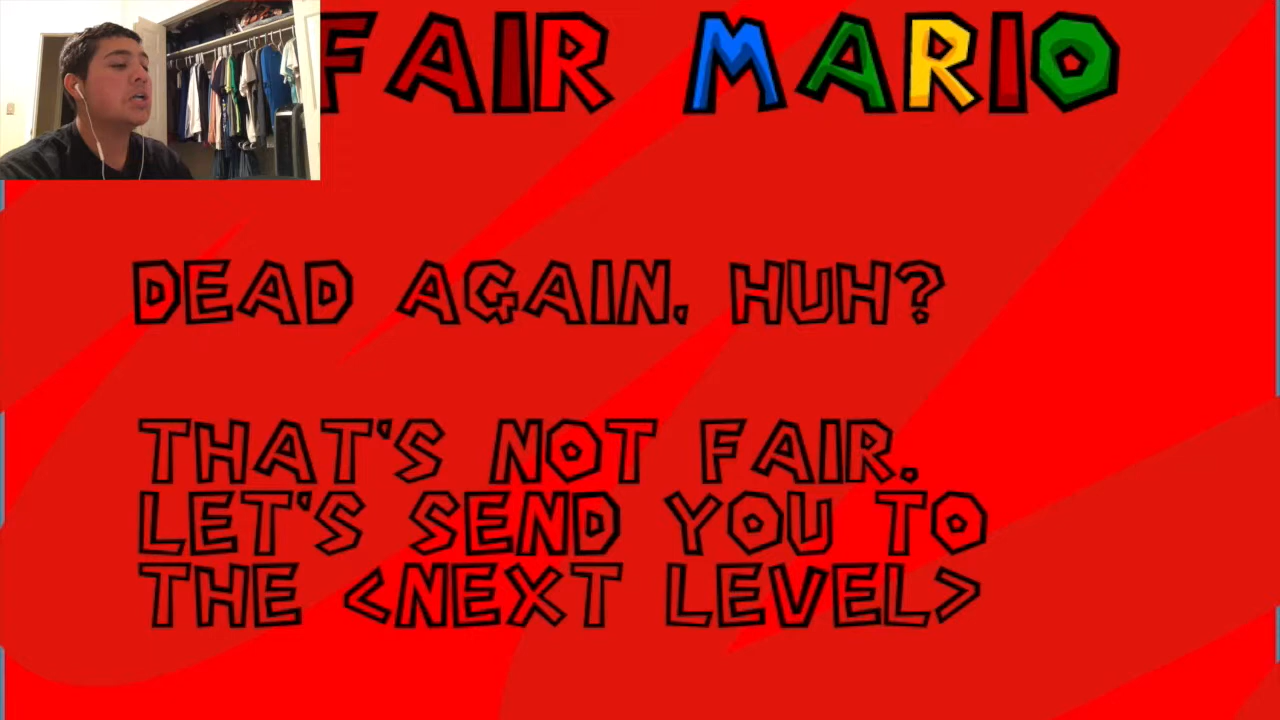 FAIR MARIO
DEAD AGAIN, HUH?
THAT'S NOT FAIR.
LET'S SEND YOU TO
THE <NEXT LEVEL>